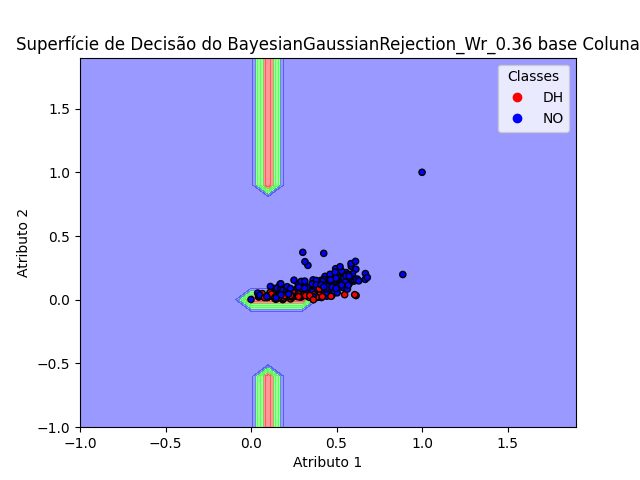 Superfície de Decisão do BayesianGaussianRejection_Wr_0.36 base Coluna
Classes
DH
NO
1.5
1.0
0.5
0.0
−0.5
−1.0
Atributo 2
−1.0
−0.5
0.0
0.5
1.0
1.5
Atributo 1